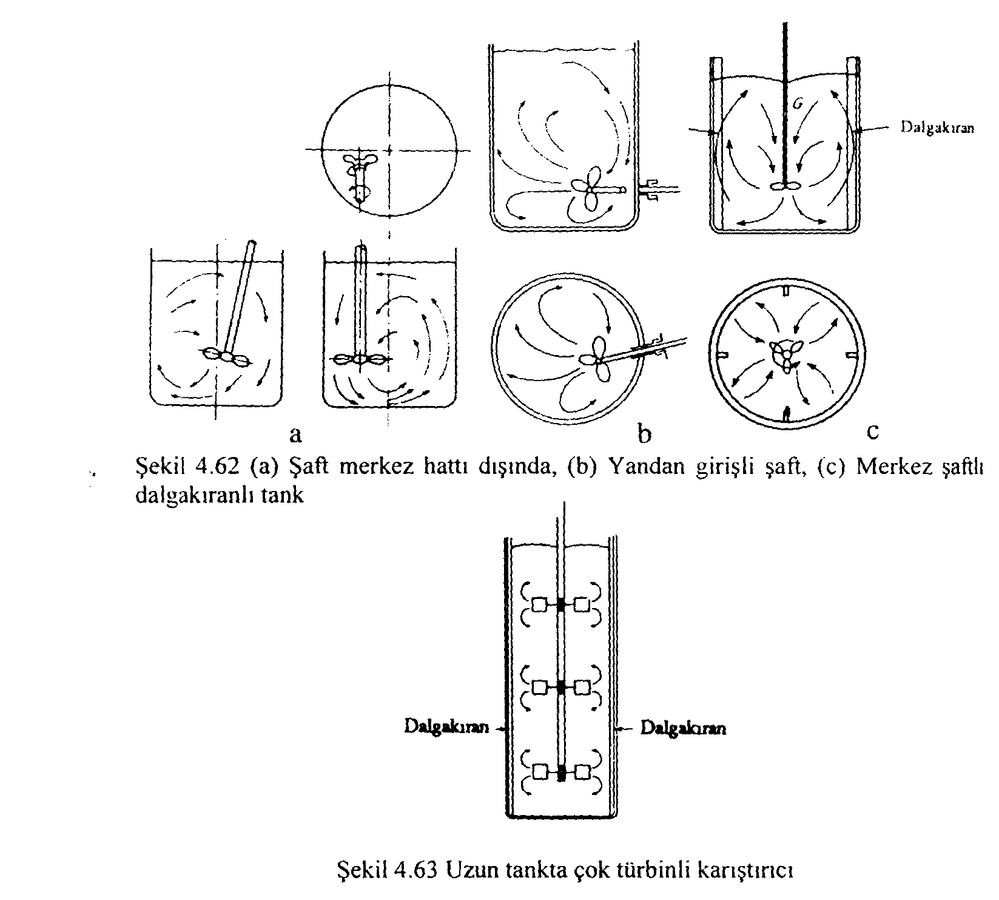 Dalgakıran
a
b
c
Şekil 4.62 (a) Şaft merkez hattı dışında, (b) Yandan girişli şaft, (c) Merkez şaftlı
dalgakıranlı tank
Dalgakıran
Dalgakıran
Şekil 4.63 Uzun tankta çok türbinli karıştırıcı